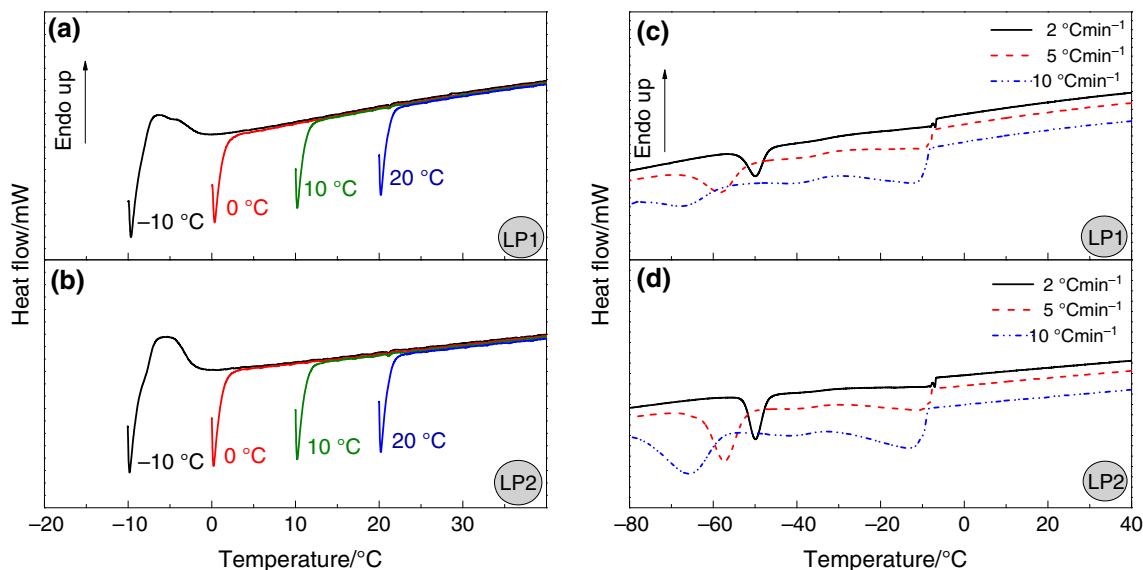 (a)
Endo up
–10 °C
0 °C
10 °C
20 °C
LP1
(b)
–10 °C
0 °C
10 °C
20 °C
LP2
Heat flow/mW
–20 –10 0 10 20 30
Temperature/°C
(c)
Endo up
2 °Cmin⁻¹
5 °Cmin⁻¹
10 °Cmin⁻¹
LP1
(d)
2 °Cmin⁻¹
5 °Cmin⁻¹
10 °Cmin⁻¹
LP2
Heat flow/mW
–80 –60 –40 –20 0 20 40
Temperature/°C